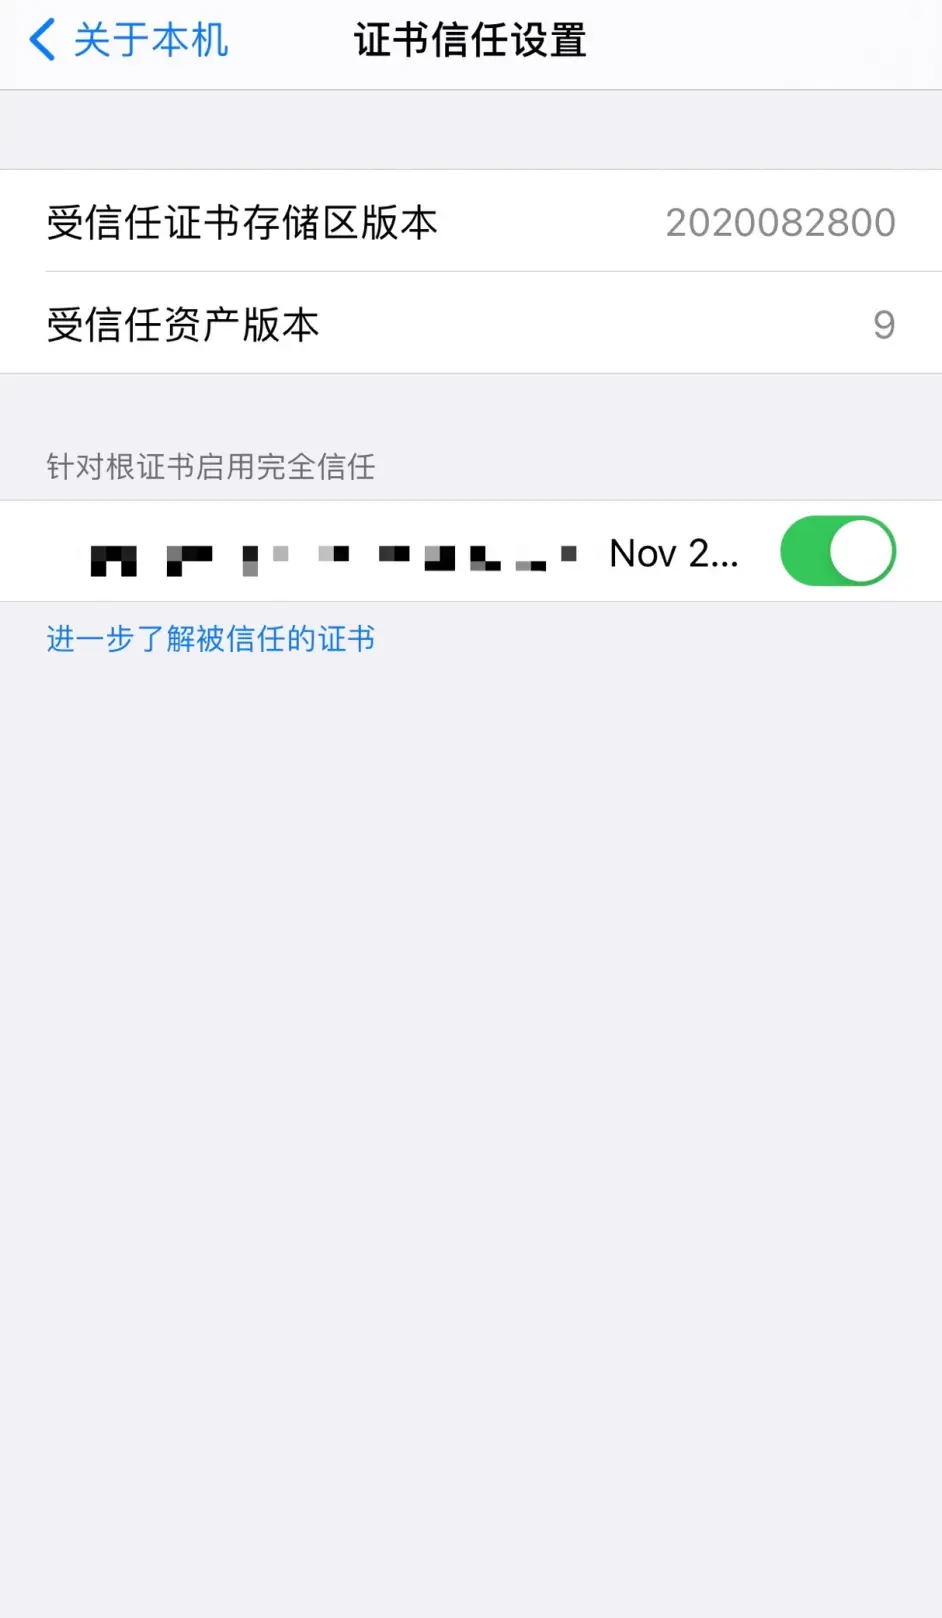 关于本机
证书信任设置
受信任证书存储区版本 2020082800
受信任资产版本 9
针对根证书启用完全信任
Nov 2...
进一步了解被信任的证书